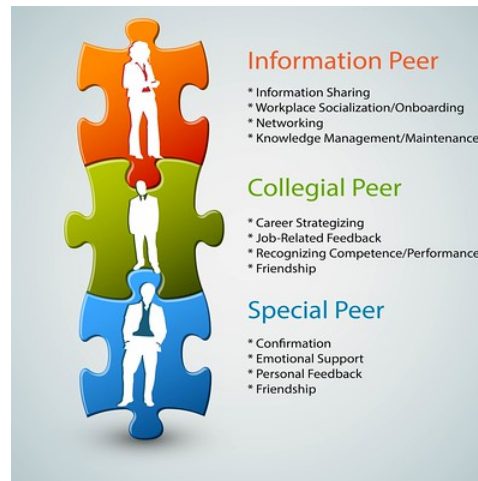 Information Peer
* Information Sharing
* Workplace Socialization/Onboarding
* Networking
* Knowledge Management/Maintenance
Collegial Peer
* Career Strategizing
* Job-Related Feedback
* Recognizing Competence/Performance
* Friendship
Special Peer
* Confirmation
* Emotional Support
* Personal Feedback
* Friendship